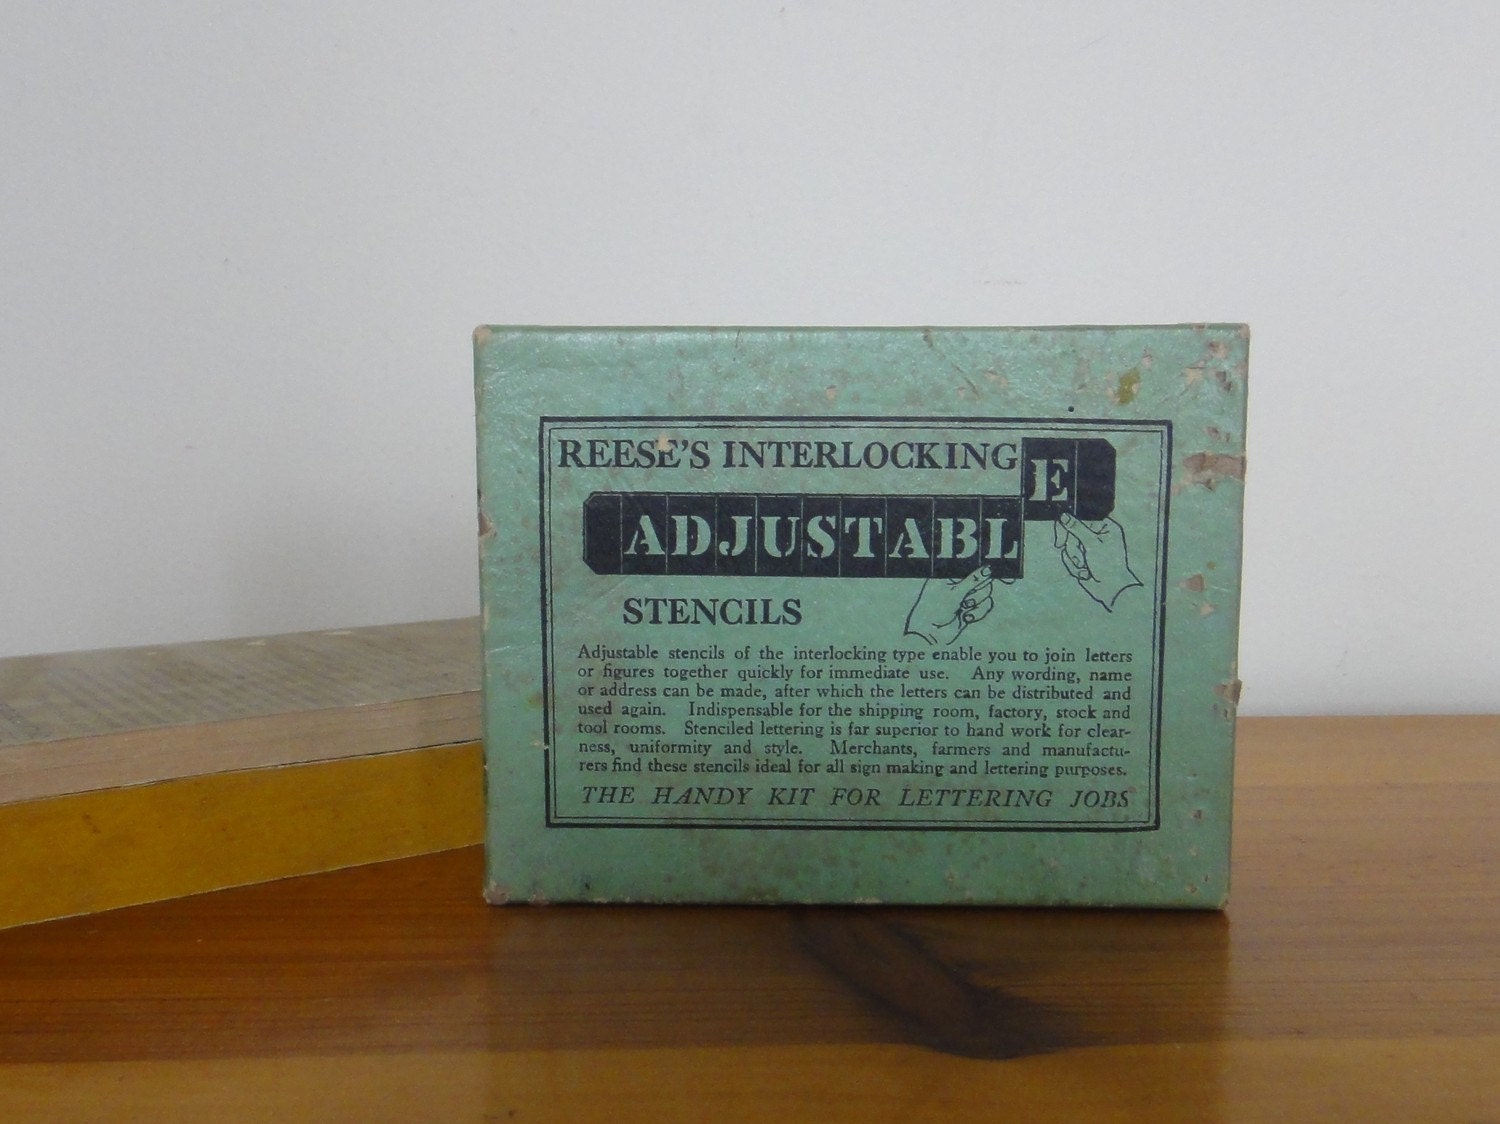 REESE'S INTERLOCKING
ADJUSTABLE
STENCILS
Adjustable stencils of the interlocking type enable you to join letters
or figures together quickly for immediate use. Any wording, name
or address can be made, after which the letters can be distributed and
used again. Indispensable for the shipping room, factory, stock and
tool rooms. Stenciled lettering is far superior to hand work for clear-
ness, uniformity and style. Merchants, farmers and manufactu-
rers find these stencils ideal for all sign making and lettering purposes.
THE HANDY KIT FOR LETTERING JOBS